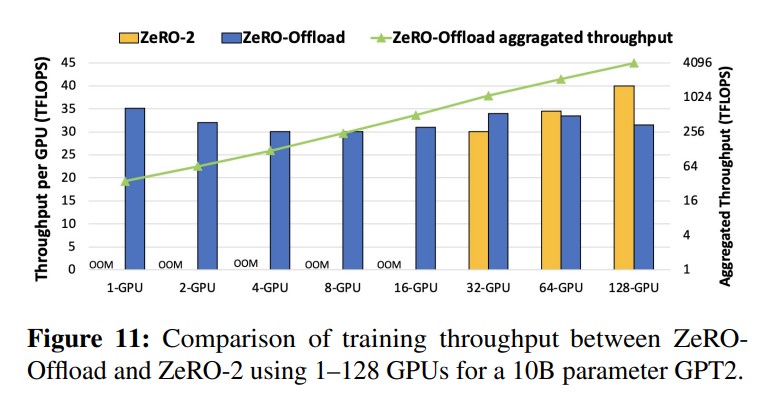 ZeRO-2 ZeRO-Offload ZeRO-Offload aggragated throughput
Throughput per GPU (TFLOPS)
45
40
35
30
25
20
15
10
5
0
OOM OOM OOM OOM OOM
1-GPU 2-GPU 4-GPU 8-GPU 16-GPU 32-GPU 64-GPU 128-GPU
4096
1024
256
64
16
4
1
Aggregated Throughput (TFLOPS)
Figure 11: Comparison of training throughput between ZeRO-
Offload and ZeRO-2 using 1–128 GPUs for a 10B parameter GPT2.